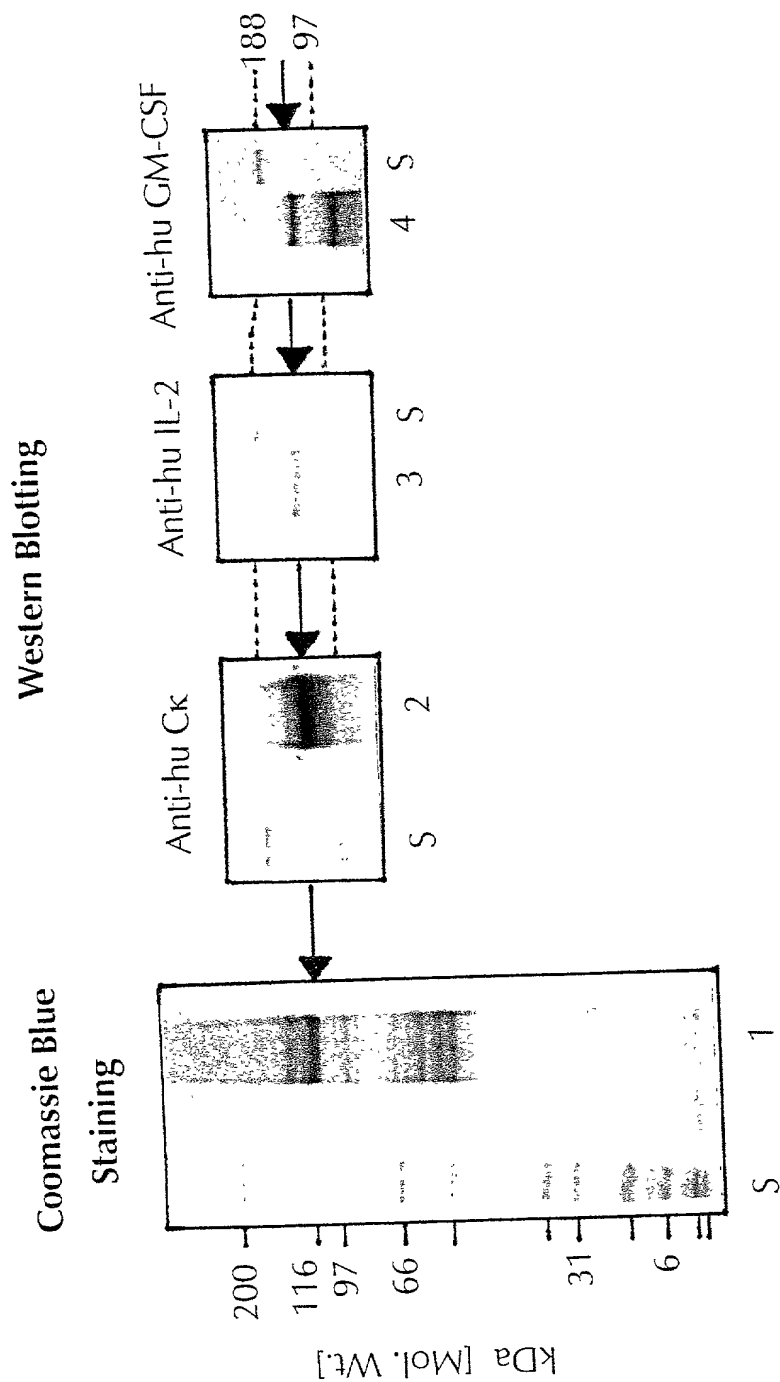 Western Blotting
Coomassie Blue
Staining
Anti-hu Cκ
Anti-hu IL-2
Anti-hu GM-CSF
kDa [Mol. Wt.]
200
116
97
66
31
6
188
97
S
1
S
2
3
S
4
S